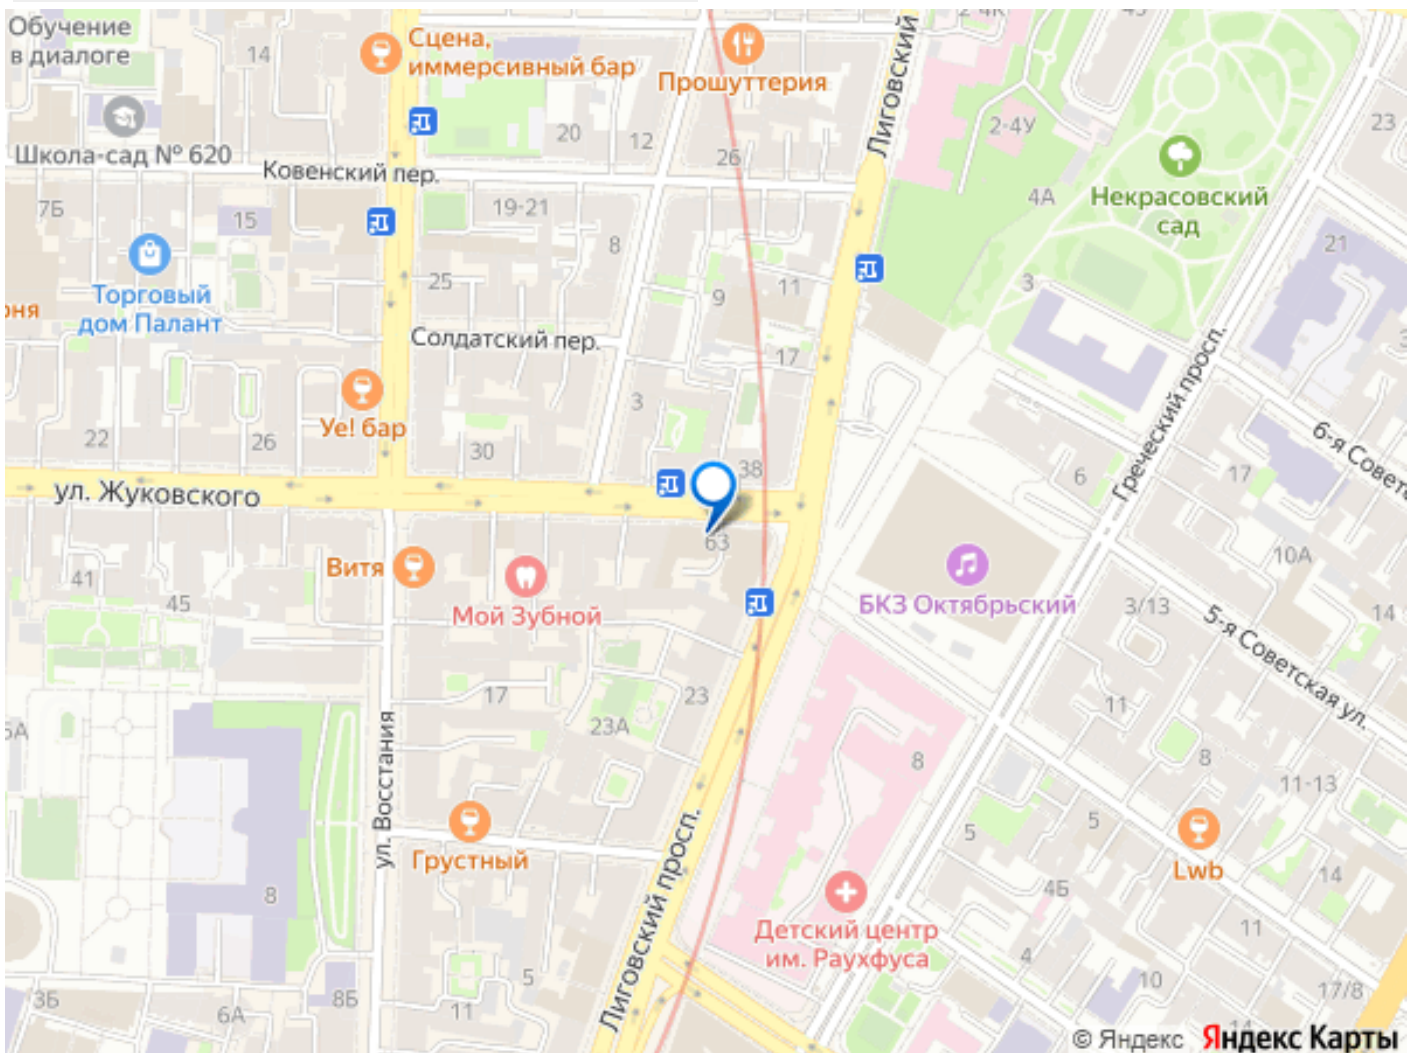 Обучение
в диалоге
14
Сцена,
иммерсивный бар
Прошуттерия
Лиговский
2-4У
23
Школа-сад № 620
20
12
26
Ковенский пер.
Некрасовский
сад
4А
7Б
15
19-21
8
21
25
3
Торговый
дом Палант
9
11
Солдатский пер.
17
Уе! бар
3
22
26
30
38
6
17
Греческий просп.
6-я Советс
ул. Жуковского
63
10А
Витя
41
45
Мой Зубной
БКЗ Октябрьский
3/13
14
5-я Советская ул.
17
23
23А
11
8
8
11-13
ул. Восстания
Грустный
Лиговский просп.
5
5
Lwb
8
4Б
14
Детский центр
им. Раухфуса
11
4
10
3Б
6А
8Б
11
5
17/8
14
© Яндекс Яндекс Карты